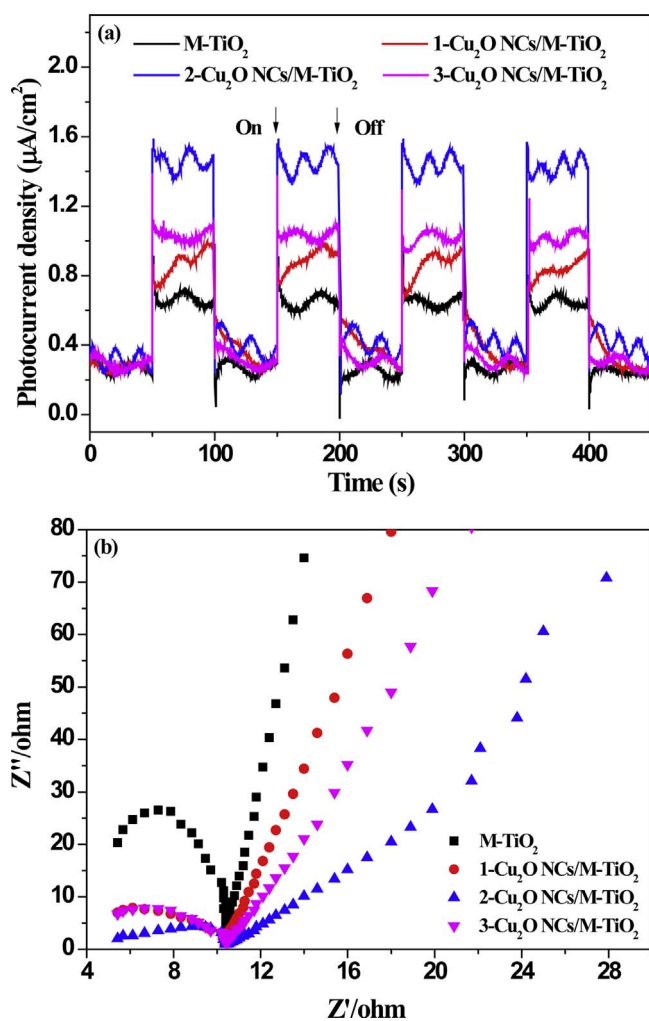 (a)
M-TiO₂
1-Cu₂O NCs/M-TiO₂
2-Cu₂O NCs/M-TiO₂
3-Cu₂O NCs/M-TiO₂
On
Off
Photocurrent density (µA/cm²)
2.0
1.6
1.2
0.8
0.4
0.0
0
100
200
300
400
Time (s)
(b)
Z''/ohm
80
70
60
50
40
30
20
10
0
M-TiO₂
1-Cu₂O NCs/M-TiO₂
2-Cu₂O NCs/M-TiO₂
3-Cu₂O NCs/M-TiO₂
4
8
12
16
20
24
28
Z'/ohm